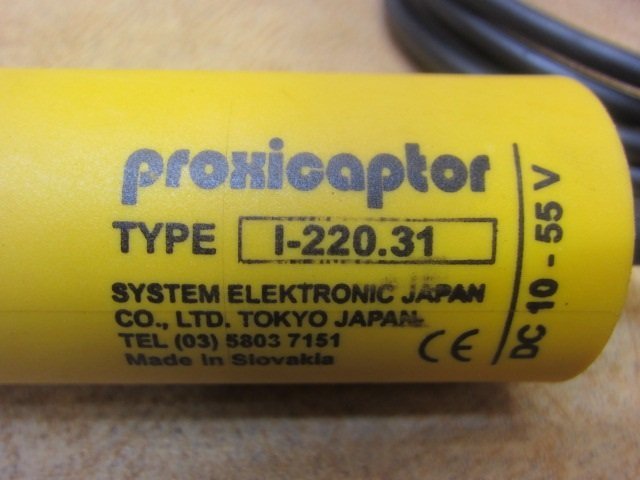 proxicaptor
TYPE I-220.31
SYSTEM ELEKTRONIC JAPAN
CO., LTD. TOKYO JAPAN
TEL (03) 5803 7151
Made in Slovakia
CE
DC 10 - 55 V